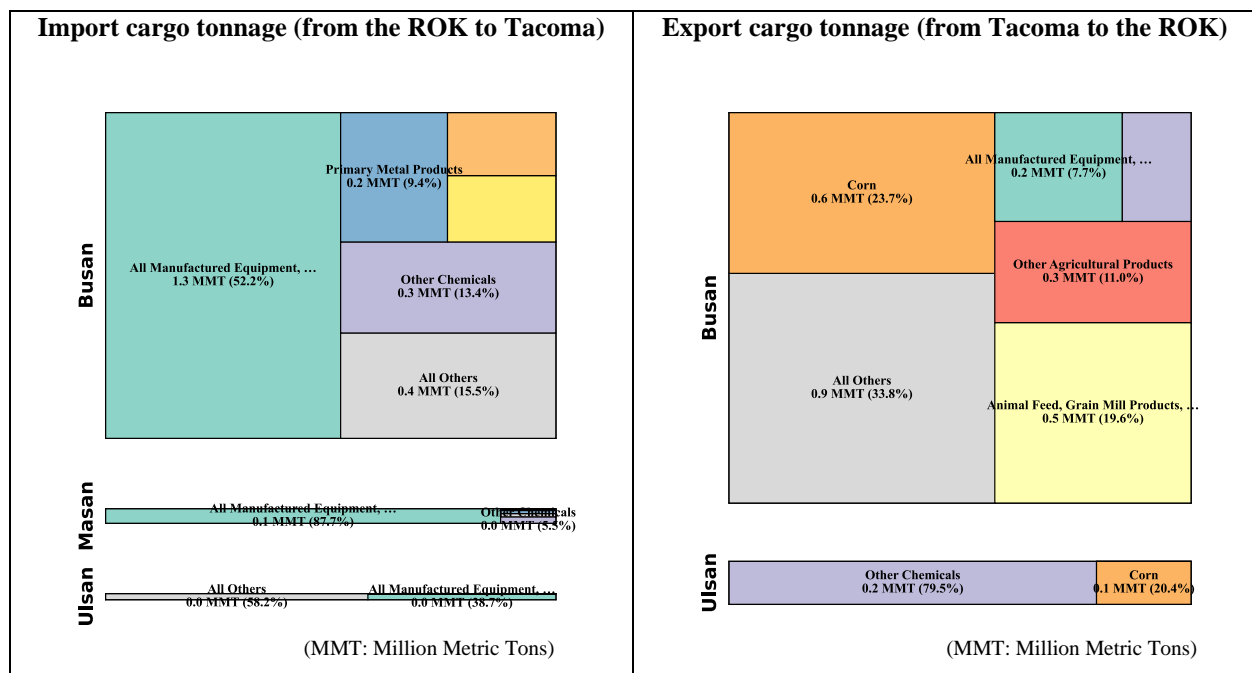 Import cargo tonnage (from the ROK to Tacoma)
Busan
All Manufactured Equipment, …
1.3 MMT (52.2%)
Primary Metal Products
0.2 MMT (9.4%)
Other Chemicals
0.3 MMT (13.4%)
All Others
0.4 MMT (15.5%)
Masan
All Manufactured Equipment, …
0.1 MMT (87.7%)
Other Chemicals
0.0 MMT (5.5%)
Ulsan
All Others
0.0 MMT (58.2%)
All Manufactured Equipment, …
0.0 MMT (38.7%)
(MMT: Million Metric Tons)
Export cargo tonnage (from Tacoma to the ROK)
Busan
Corn
0.6 MMT (23.7%)
All Manufactured Equipment, …
0.2 MMT (7.7%)
Other Agricultural Products
0.3 MMT (11.0%)
All Others
0.9 MMT (33.8%)
Animal Feed, Grain Mill Products, …
0.5 MMT (19.6%)
Ulsan
Other Chemicals
0.2 MMT (79.5%)
Corn
0.1 MMT (20.4%)
(MMT: Million Metric Tons)